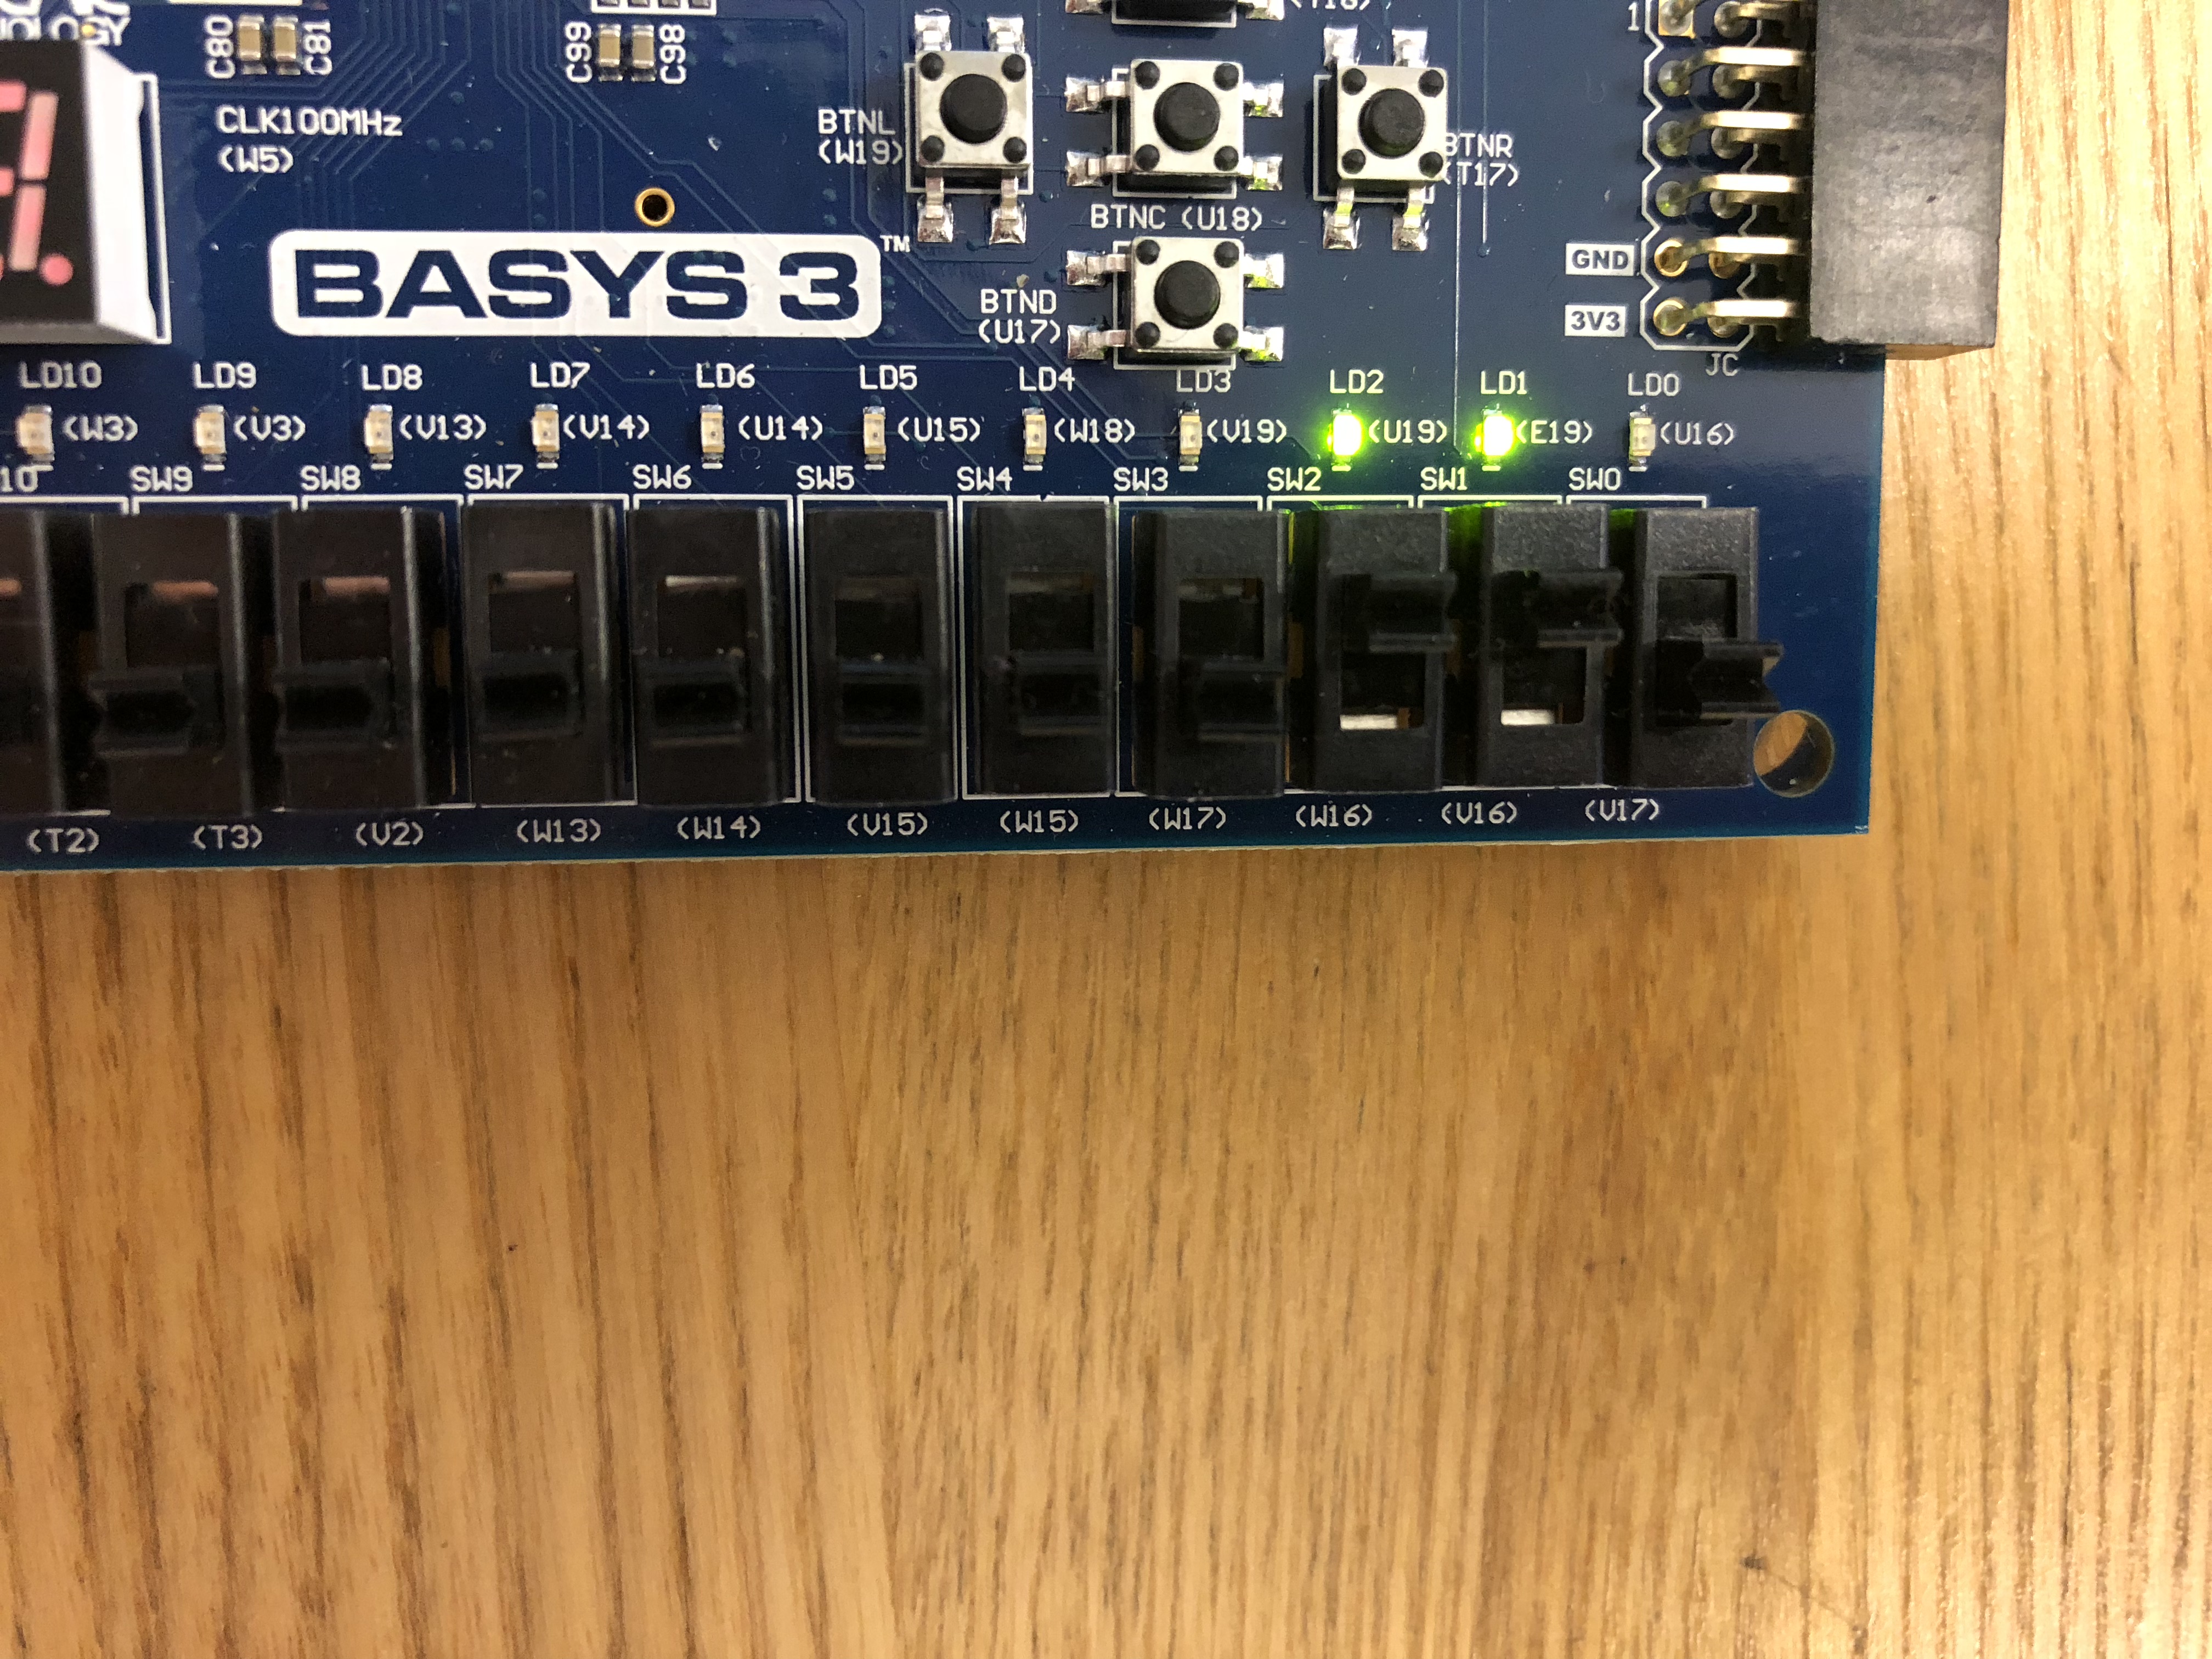 BASYS 3™
CLK100MHz
(W5)
C80
C81
C99
C98
LD10
(W3)
LD9
(V3)
LD8
(V13)
LD7
(V14)
LD6
(U14)
LD5
(U15)
LD4
(W18)
LD3
(V19)
LD2
(U19)
LD1
(E19)
LD0
(U16)
SW9
SW8
SW7
SW6
SW5
SW4
SW3
SW2
SW1
SW0
(T2)
(T3)
(V2)
(W13)
(W14)
(V15)
(W15)
(W17)
(W16)
(V16)
(V17)
BTNL
(W19)
BTND
(U17)
BTNC (U18)
BTNR
(T17)
3V3
GND
JC
1